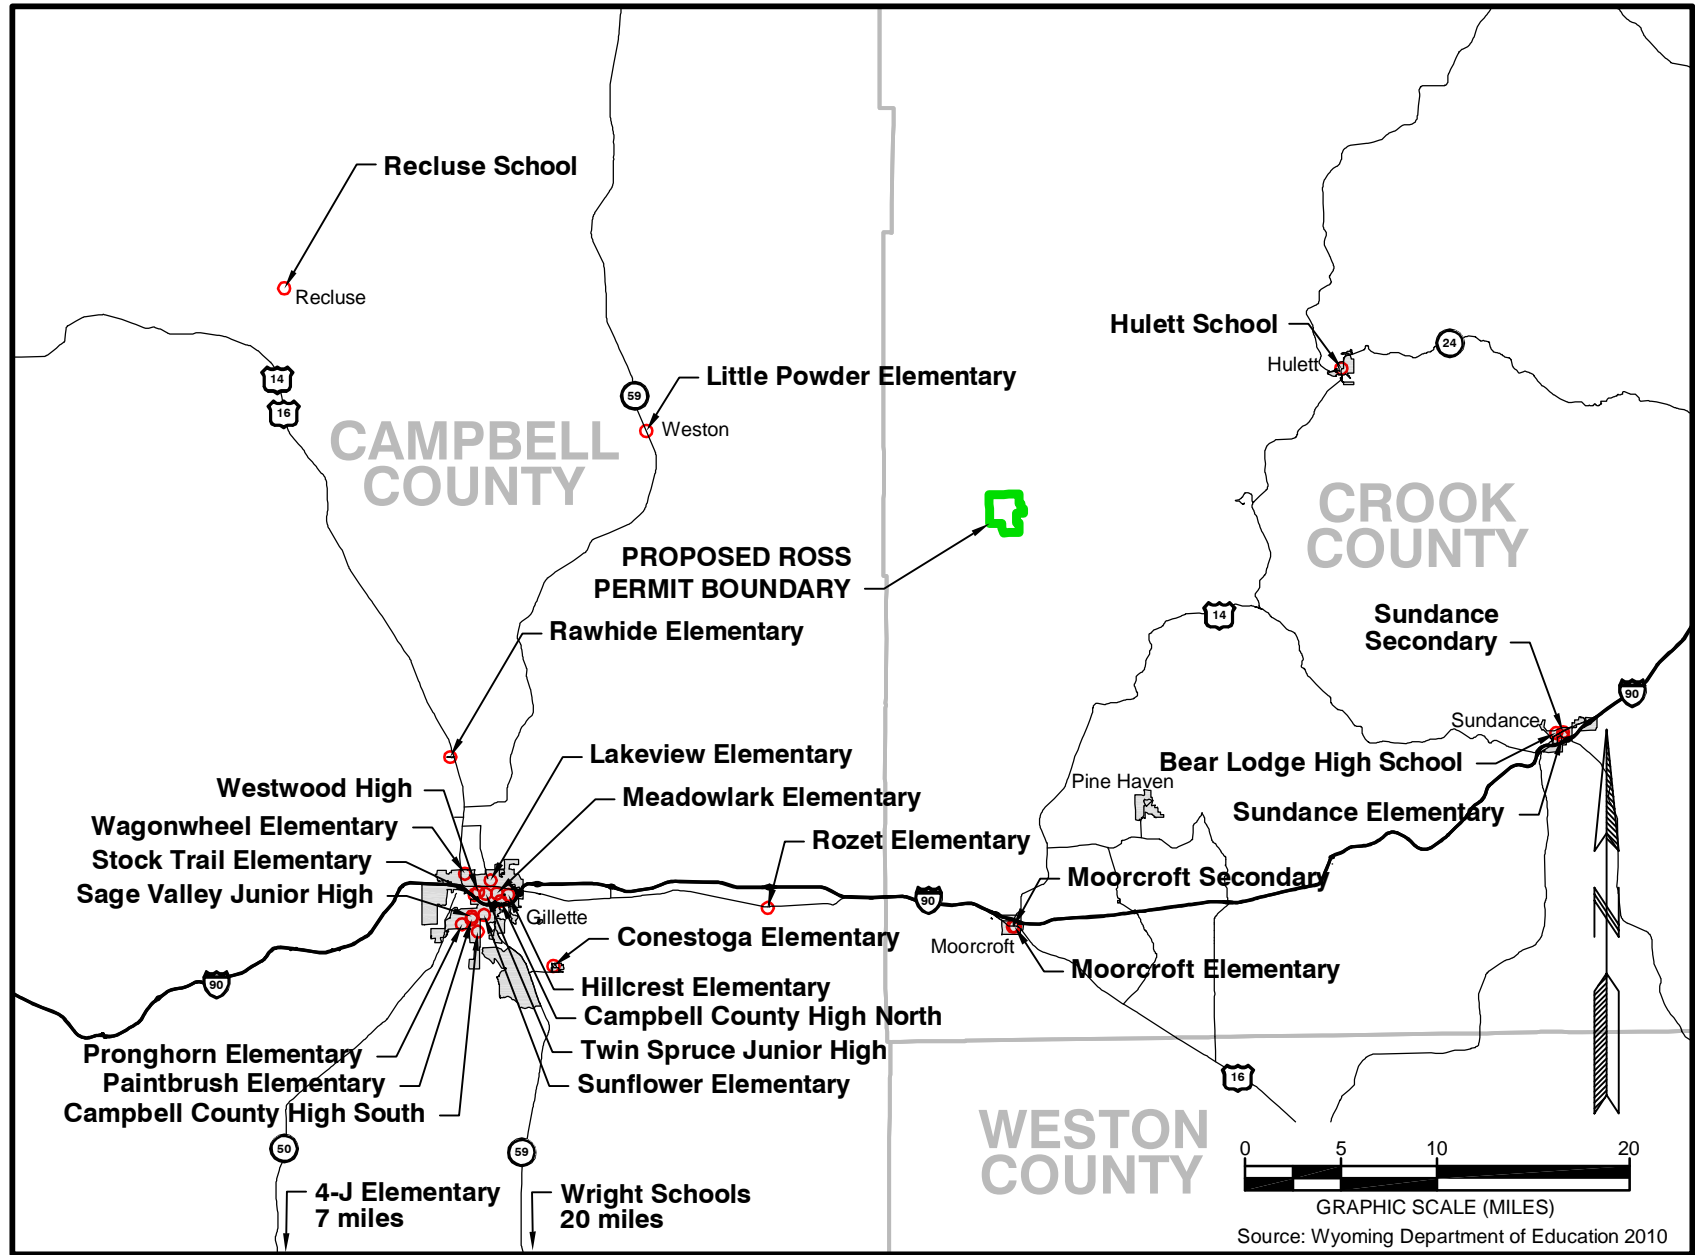 Recluse School
Recluse
14
16
59
Little Powder Elementary
Weston
CAMPBELL
COUNTY
Hulett School
Hulett
24
CROOK
COUNTY
PROPOSED ROSS
PERMIT BOUNDARY
Rawhide Elementary
14
Sundance
Secondary
90
Sundance
Bear Lodge High School
Sundance Elementary
Pine Haven
Lakeview Elementary
Westwood High
Meadowlark Elementary
Wagonwheel Elementary
Stock Trail Elementary
Sage Valley Junior High
Rozet Elementary
Moorcroft Secondary
90
Gillette
Conestoga Elementary
Moorcroft
Moorcroft Elementary
90
Hillcrest Elementary
Campbell County High North
Twin Spruce Junior High
Sunflower Elementary
Pronghorn Elementary
Paintbrush Elementary
Campbell County High South
16
WESTON
COUNTY
50
59
4-J Elementary
7 miles
Wright Schools
20 miles
N
0 5 10 20
GRAPHIC SCALE (MILES)
Source: Wyoming Department of Education 2010